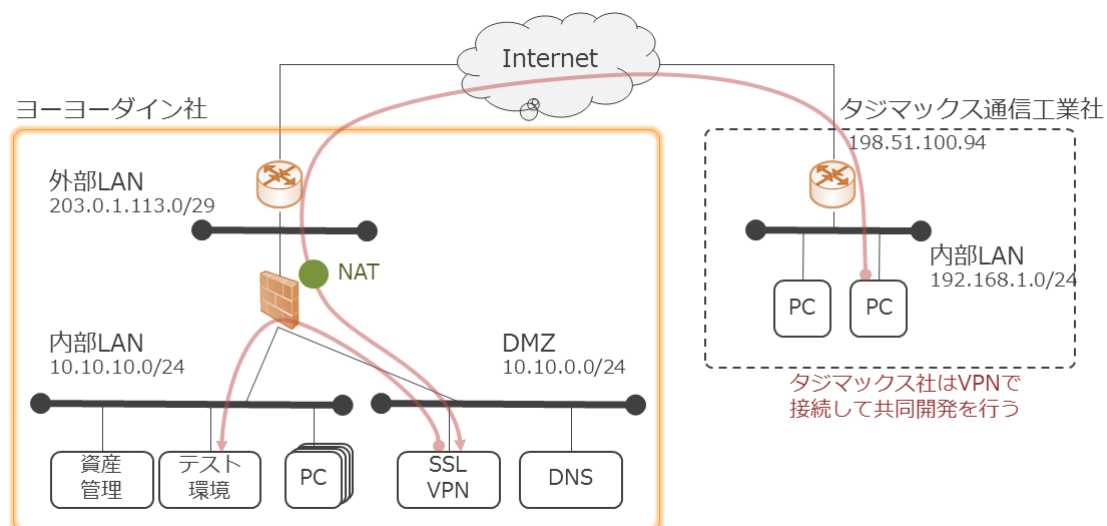 Internet
ヨーヨーダイン社
タジマックス通信工業社
198.51.100.94
外部LAN
203.0.1.113.0/29
NAT
内部LAN
192.168.1.0/24
PC
PC
内部LAN
10.10.10.0/24
DMZ
10.10.0.0/24
タジマックス社はVPNで
接続して共同開発を行う
資産
管理
テスト
環境
PC
SSL
VPN
DNS